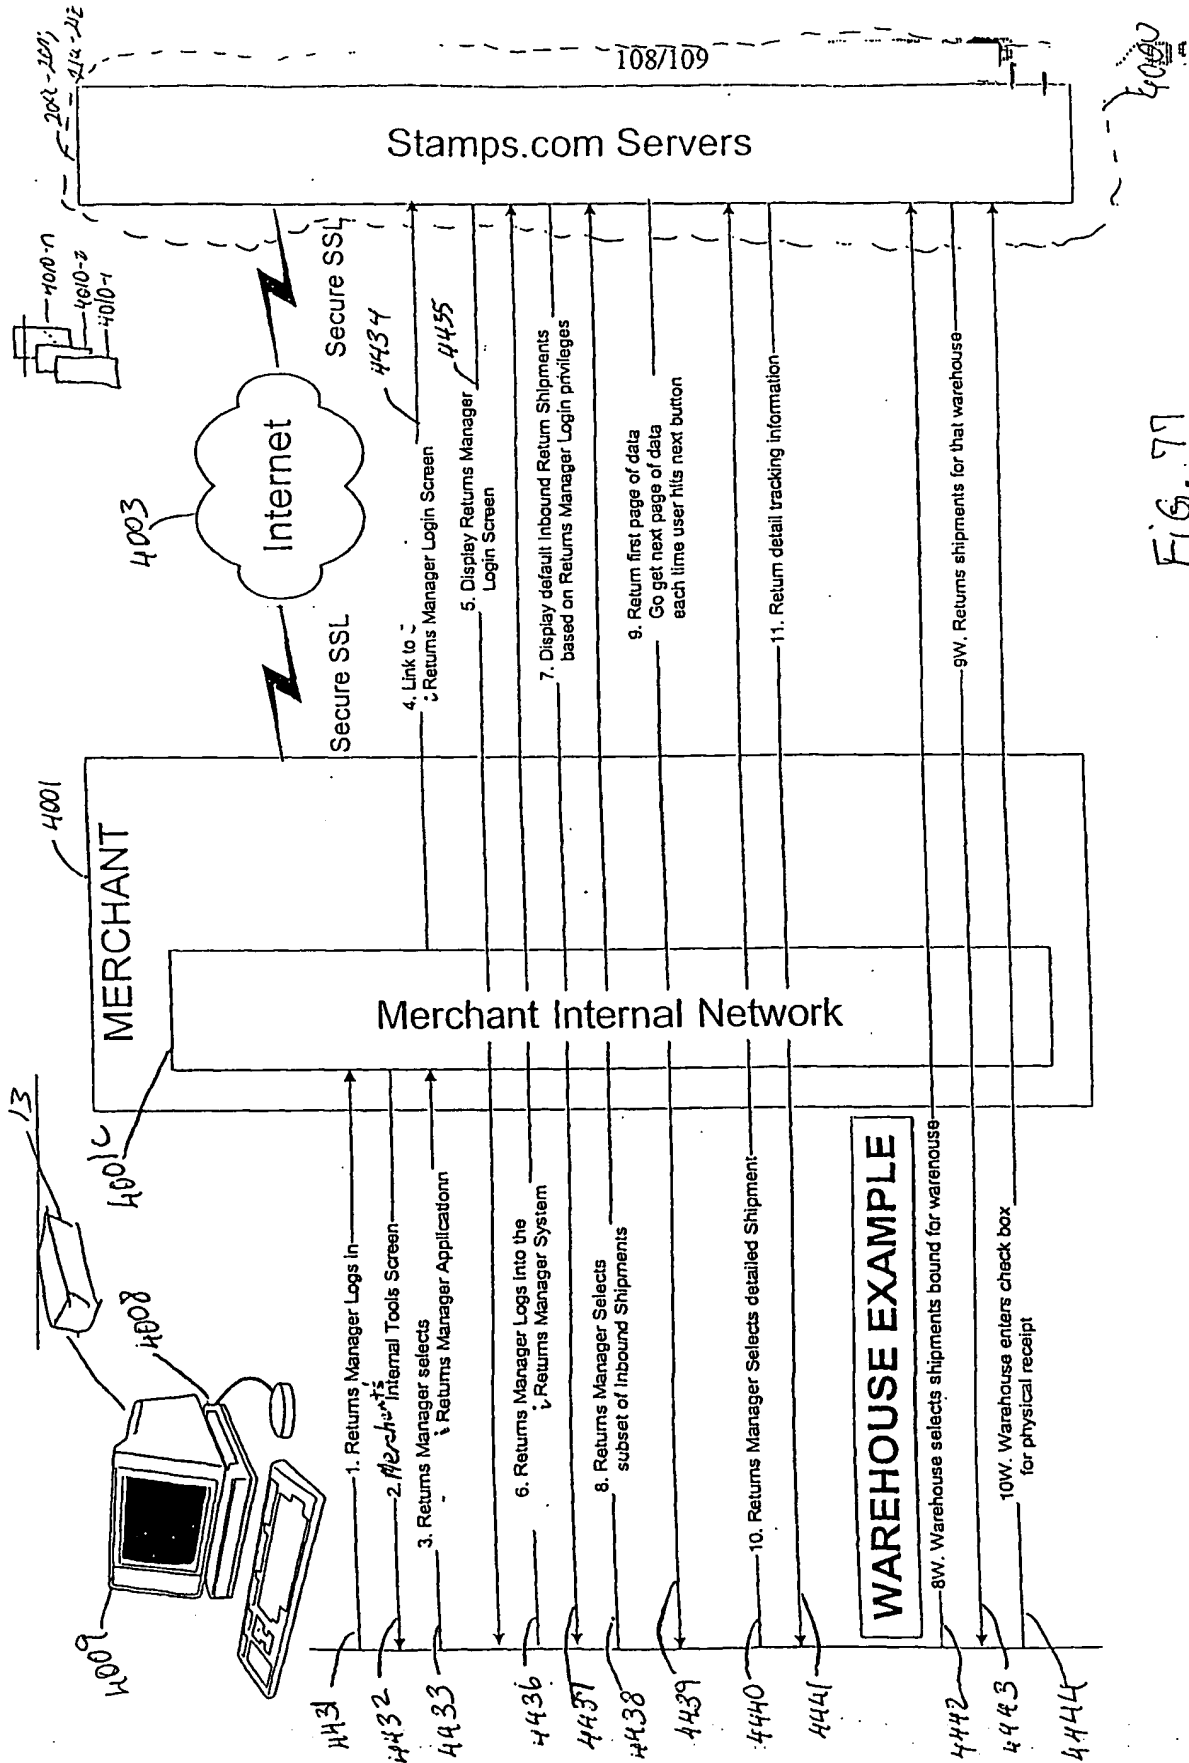 108/109
20a-20n;
21a-21z
4000
Stamps.com Servers
4010-n
4010-2
4010-1
Secure SSL
Internet
4003
Secure SSL
MERCHANT
4001
4001c
Merchant Internal Network
13
4008
4009
4431
1. Returns Manager Logs in
4432
2. Merchant's Internal Tools Screen
4433
3. Returns Manager selects
Returns Manager Applicationn
4. Link to
Returns Manager Login Screen
4434
5. Display Returns Manager
Login Screen
4435
4436
6. Returns Manager Logs into the
Returns Manager System
4437
7. Display default Inbound Return Shipments
based on Returns Manager Login privileges
4438
8. Returns Manager Selects
subset of Inbound Shipments
4439
9. Return first page of data
Go get next page of data
each time user hits next button
4440
10. Returns Manager Selects detailed Shipment
4441
11. Return detail tracking information
WAREHOUSE EXAMPLE
4442
8W. Warehouse selects shipments bound for warehouse
4443
9W. Returns shipments for that warehouse
4444
10W. Warehouse enters check box
for physical receipt
FiG. 77